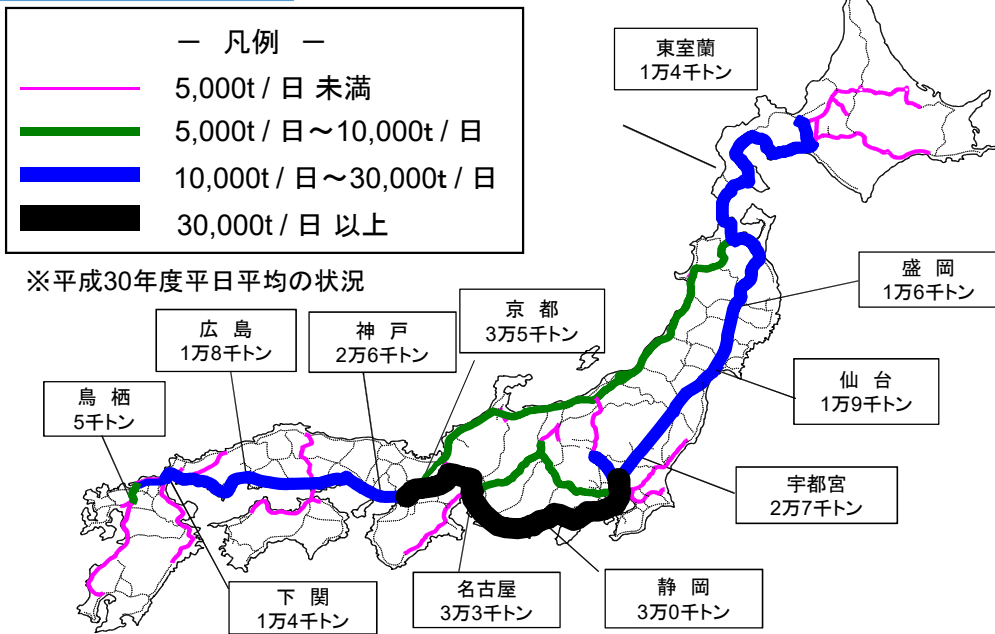 ― 凡例 ―
5,000t / 日 未満
5,000t / 日～10,000t / 日
10,000t / 日～30,000t / 日
30,000t / 日 以上
※平成30年度平日平均の状況
東室蘭
1万4千トン
盛 岡
1万6千トン
京 都
3万5千トン
広 島
1万8千トン
神 戸
2万6千トン
仙 台
1万9千トン
鳥 栖
5千トン
宇都宮
2万7千トン
下 関
1万4千トン
名古屋
3万3千トン
静 岡
3万0千トン